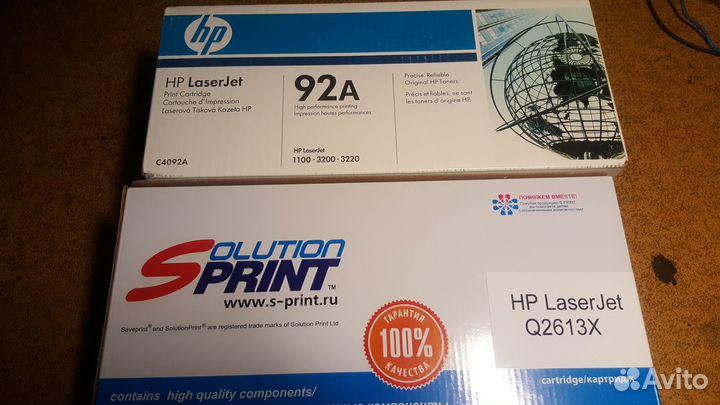 hp
HP LaserJet
Print Cartridge
Cartouche d'Impression
Laserová Tisková Kazeta HP
C4092A
92A
High performance printing
Impression hautes performances
HP LaserJet
1100 · 3200 · 3220
Precise. Reliable.
Original HP Toners.
Précis et fiables, ce sont
les toners d'origine HP.
ПОМОЖЕМ ВМЕСТЕ!
SOLUTION
SPRINT™
www.s-print.ru
Saveprint® and SolutionPrint® are registered trade marks of Solution Print Ltd
ГАРАНТИЯ
100%
КАЧЕСТВА
HP LaserJet
Q2613X
cartridge/картридж
contains high quality components/
Avito